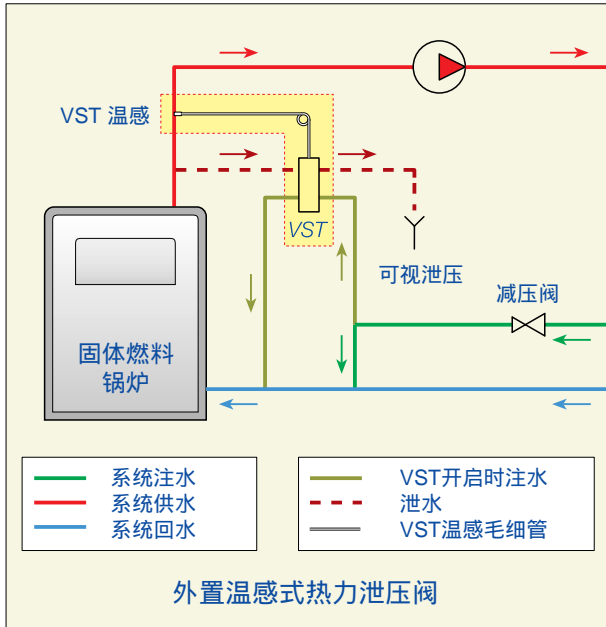 VST 温感
VST
可视泄压
减压阀
固体燃料
锅炉
系统注水
系统供水
系统回水
VST开启时注水
泄水
VST温感毛细管
外置温感式热力泄压阀